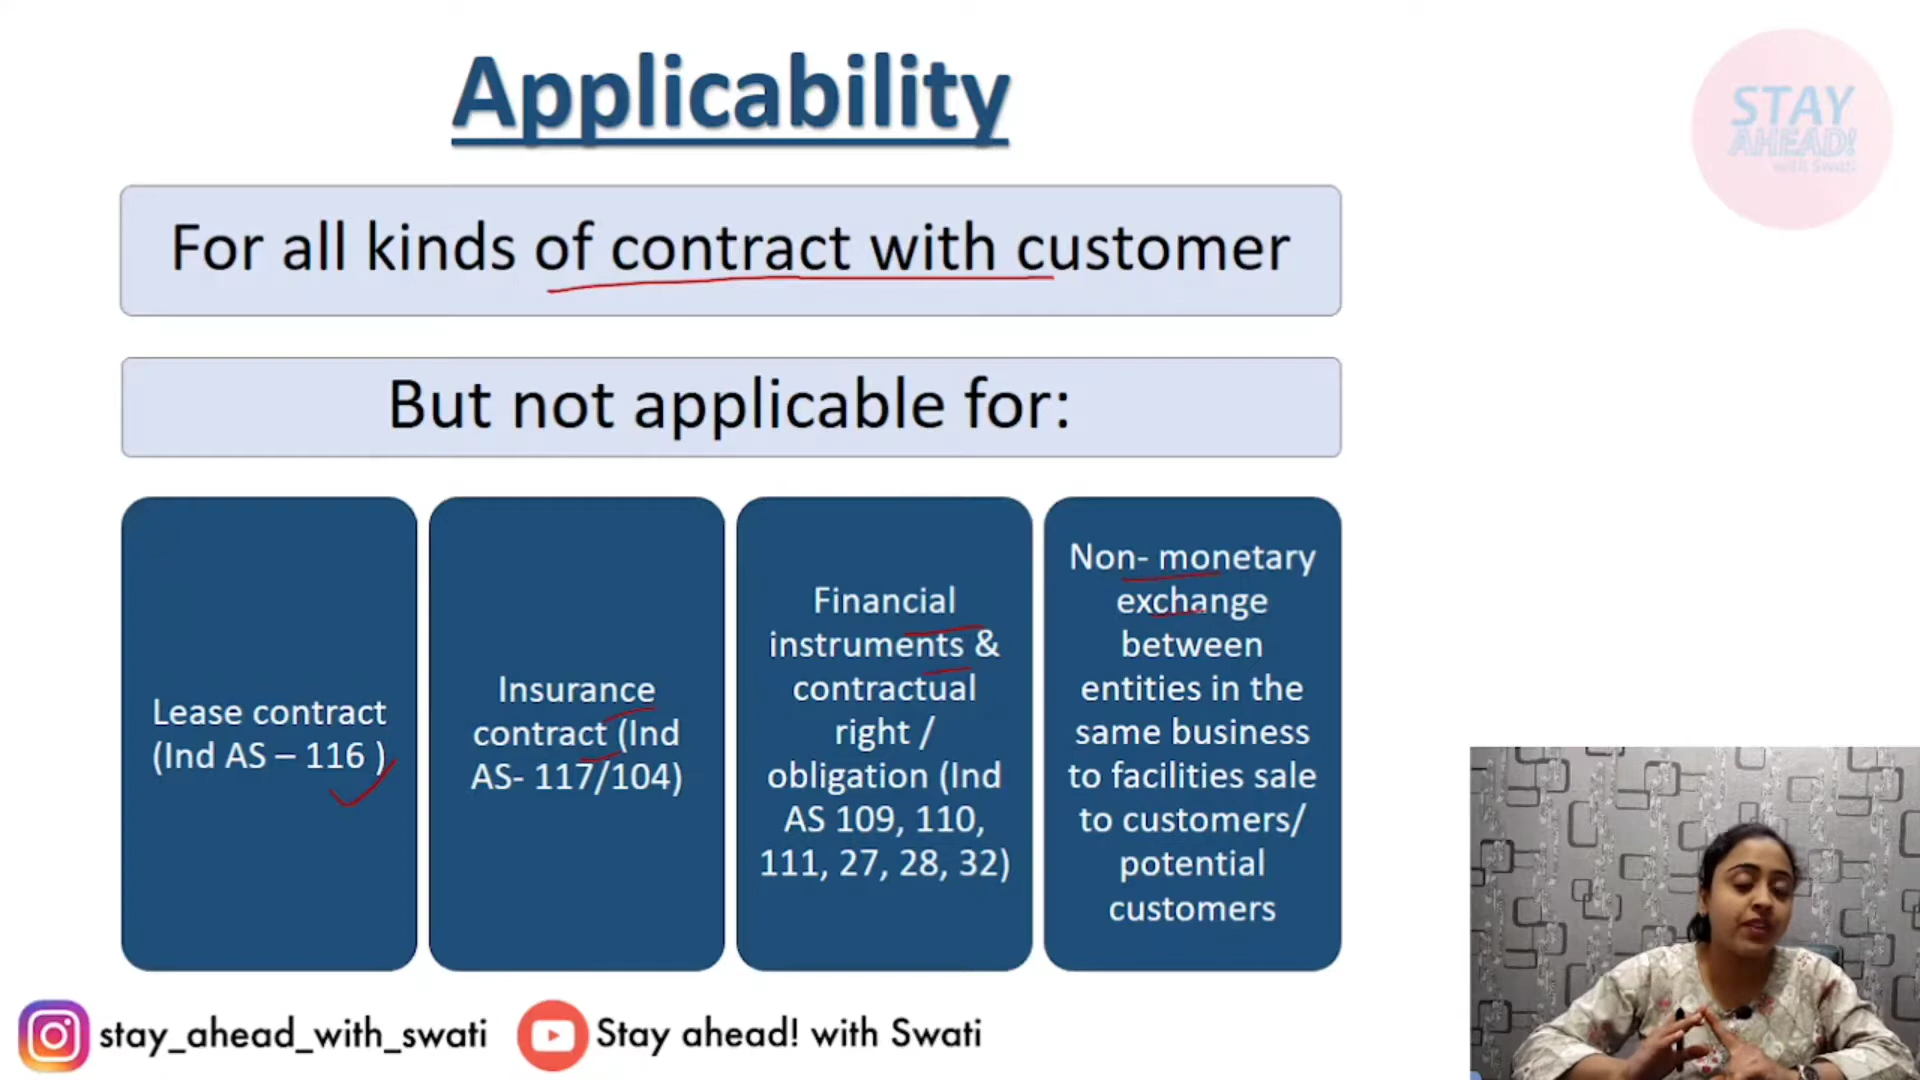 Applicability
STAY
AHEAD!
with Swati
For all kinds of contract with customer
But not applicable for:
Lease contract
(Ind AS – 116 )
Insurance
contract (Ind
AS- 117/104)
Financial
instruments &
contractual
right /
obligation (Ind
AS 109, 110,
111, 27, 28, 32)
Non- monetary
exchange
between
entities in the
same business
to facilities sale
to customers/
potential
customers
stay_ahead_with_swati
Stay ahead! with Swati